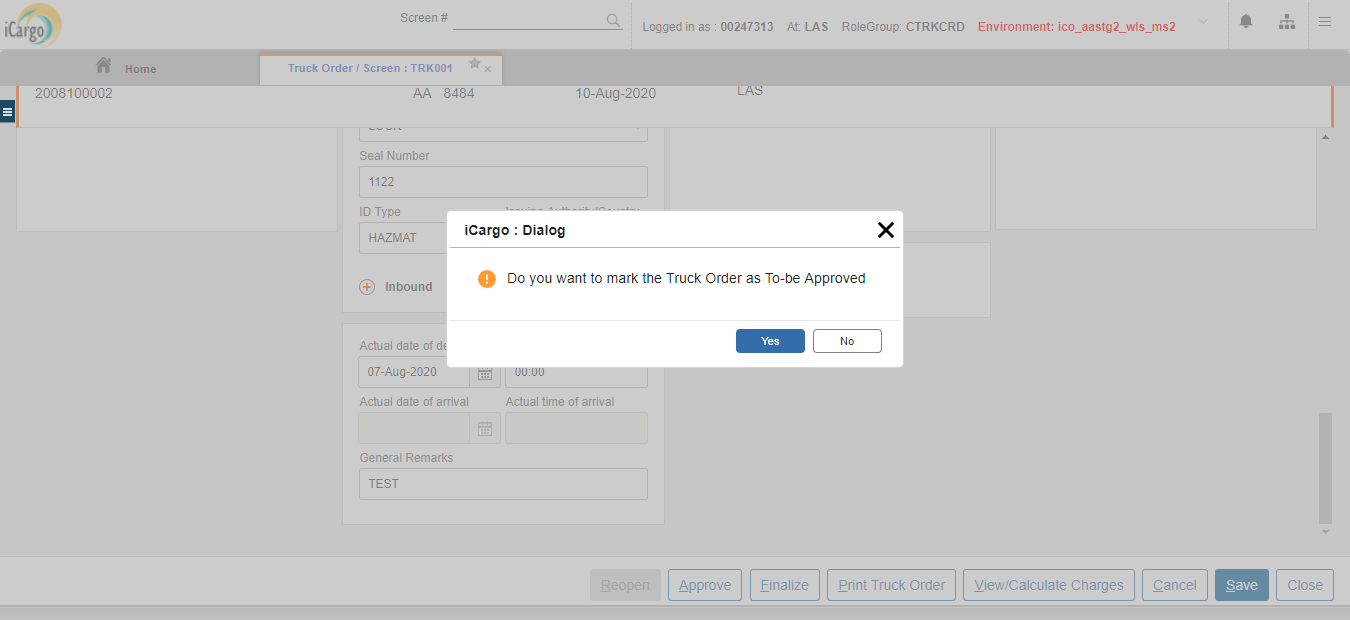 iCargo
Screen #
Logged in as : 00247313 At: LAS RoleGroup: CTRKCRD Environment: ico_aastg2_wls_ms2
Home
Truck Order / Screen : TRK001
2008100002 AA 8484 10-Aug-2020 LAS
Seal Number
1122
ID Type Issuing Authority/Country
HAZMAT
iCargo : Dialog
Do you want to mark the Truck Order as To-be Approved
Yes No
Inbound
Actual date of de
07-Aug-2020 00:00
Actual date of arrival Actual time of arrival
General Remarks
TEST
Reopen Approve Finalize Print Truck Order View/Calculate Charges Cancel Save Close